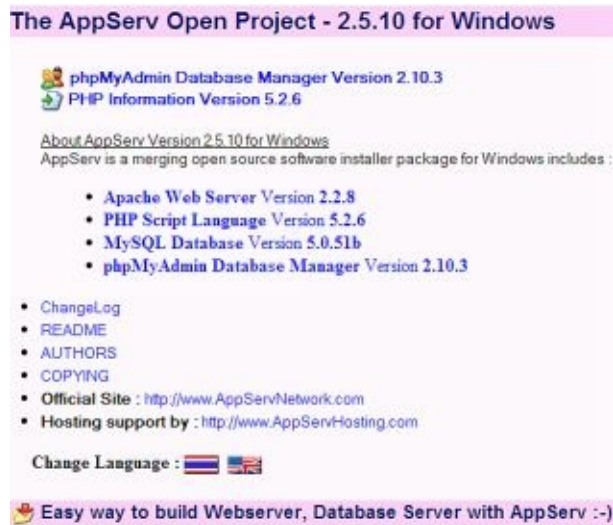 The AppServ Open Project - 2.5.10 for Windows
phpMyAdmin Database Manager Version 2.10.3
PHP Information Version 5.2.6
About AppServ Version 2.5.10 for Windows
AppServ is a merging open source software installer package for Windows includes :
• Apache Web Server Version 2.2.8
• PHP Script Language Version 5.2.6
• MySQL Database Version 5.0.51b
• phpMyAdmin Database Manager Version 2.10.3
• ChangeLog
• README
• AUTHORS
• COPYING
• Official Site : http://www.AppServNetwork.com
• Hosting support by : http://www.AppServHosting.com
Change Language :
Easy way to build Webserver, Database Server with AppServ :-)